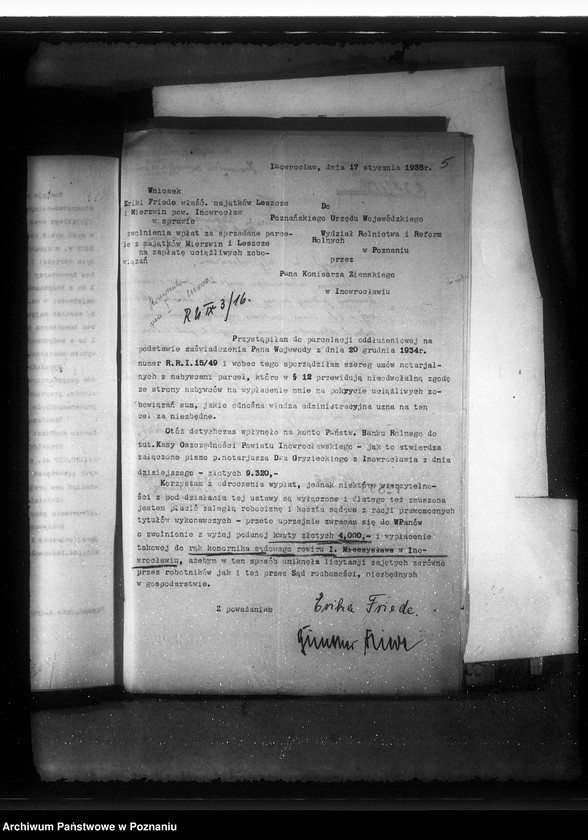 Inowrocław, dnia 17 stycznia 1935r. 5
Wniosek
Eriki Friede właśc. majątków Leszcze
i Mierzwin pow. Inowrocław
w sprawie
zwolnienia wpłat za sprzedane parce-
le z majątków Mierzwin i Leszcze
na zapłatę uciążliwych zobo-
wiązań
Do
Poznańskiego Urzędu Wojewódzkiego
Wydział Rolnictwa i Reform
Rolnych
w Poznaniu
przez
Pana Komisarza Ziemskiego
w Inowrocławiu
3/16.
Przystąpiłam do parcelacji oddłużeniowej na
podstawie zaświadczenia Pana Wojewody z dnia 20 grudnia 1934r.
numer R.R.I.15/49 i wobec tego sporządziłam szereg umów notarjal-
nych z nabywcami parcel, które w § 12 przewidują nieodwołalną zgodę
ze strony nabywców na wypłacenie mnie na pokrycie uciążliwych zo-
bowiązań sum, jakie odnośna władza administracyjna uzna na ten
cel za niezbędne.
Otóż dotychczas wpłynęło na konto Państw. Banku Rolnego do
tut. Kasy Oszczędności Powiatu Inowrocławskiego - jak to stwierdza
załączone pismo p. notarjusza Dra Gryzieckiego z Inowrocławia z dnia
dzisiejszego - złotych 9.320,-
Korzystam z odroczenia wypłat, jednak niektóre wierzytelno-
ści z pod działania tej ustawy są wyłączone i dlatego też zmuszona
jestem płacić zaległą robociznę i koszta sądowe z racji prawomocnych
tytułów wykonawczych - przeto uprzejmie zwracam się do WPanów
o zwolnienie z wyżej podanej kwoty złotych 4,000,- i wypłacenie
takowej do rąk komornika sądowego rewiru I. Mieczysława w Ino-
wrocławiu, ażebym w ten sposób uniknęła licytacji zajętych zarówno
przez robotników jak i też przez Sąd ruchomości, niezbędnych
w gospodarstwie.
Z poważaniem
Erika Friede.
Archiwum Państwowe w Poznaniu